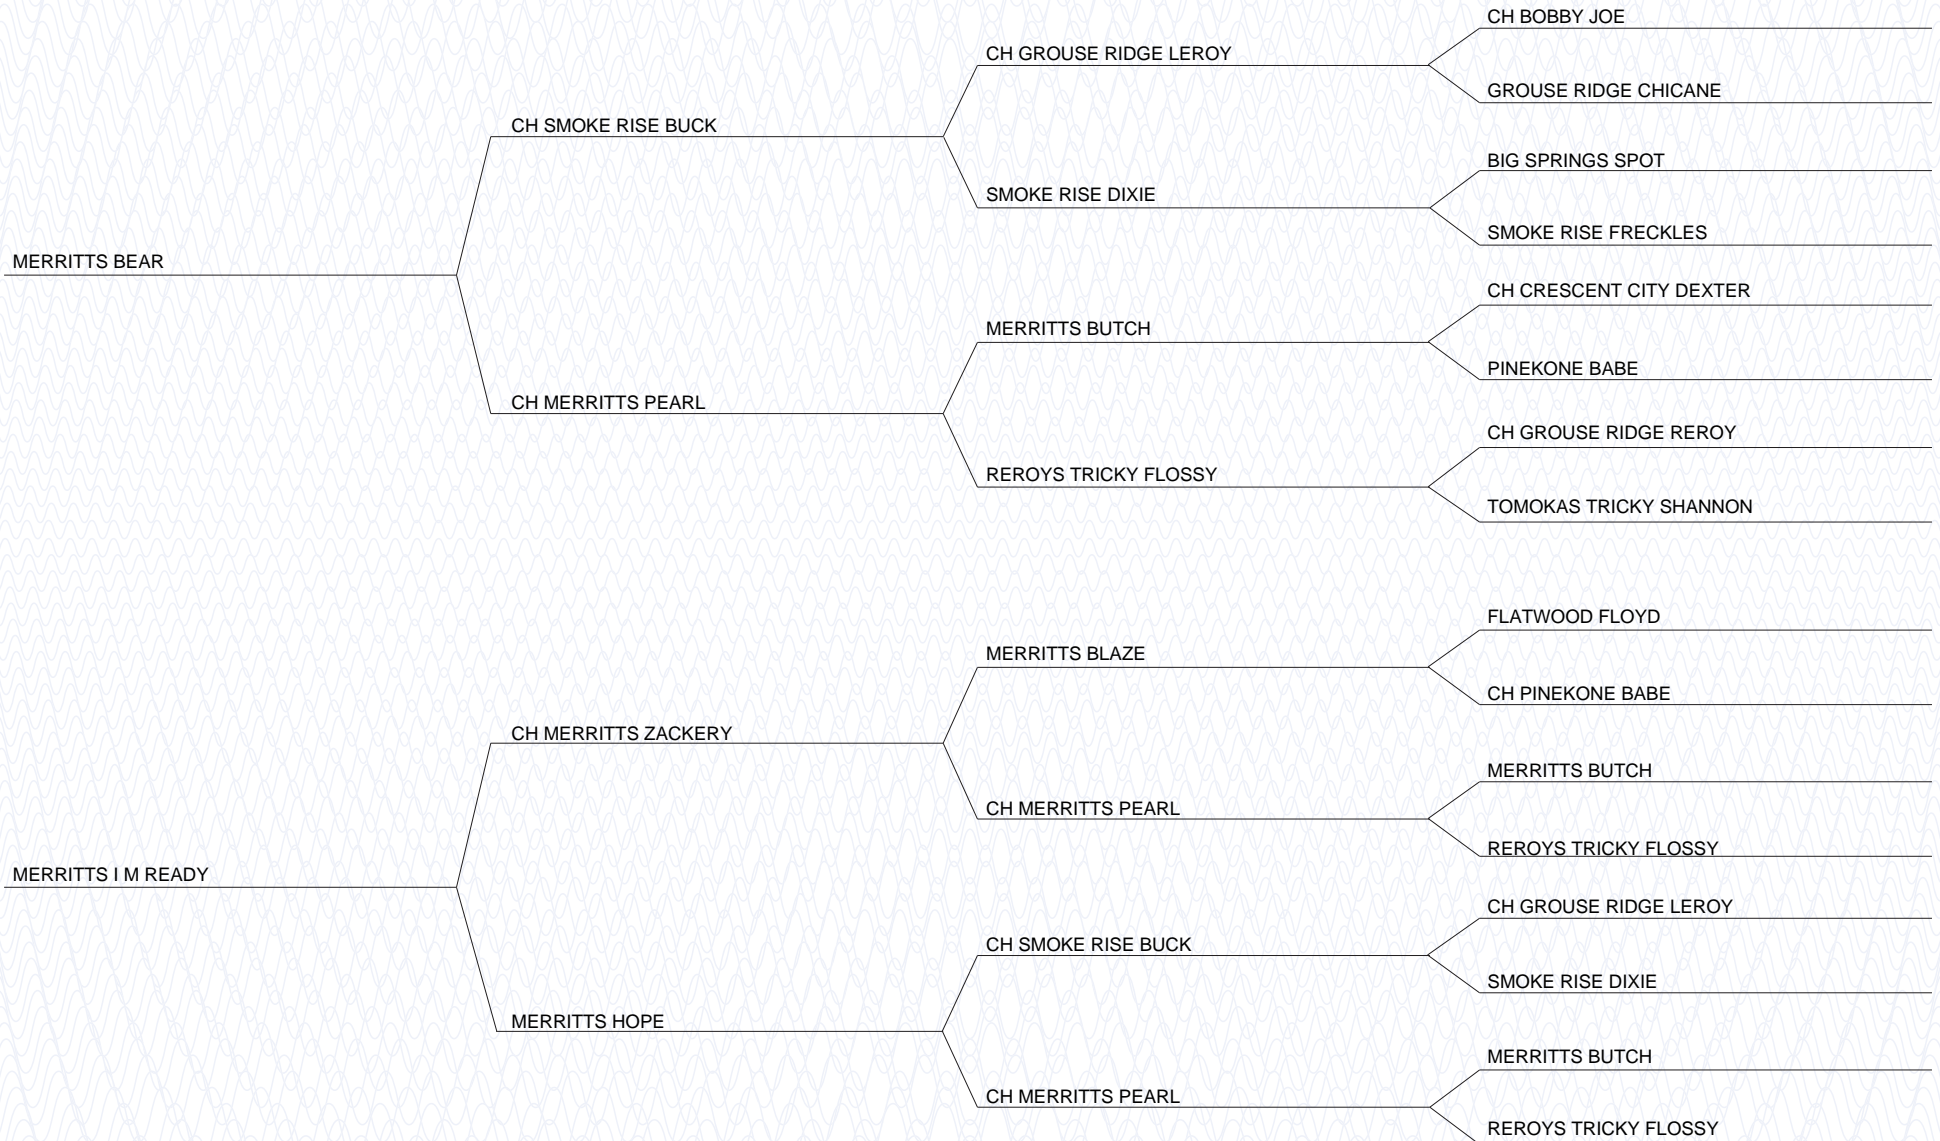 CH BOBBY JOE
CH GROUSE RIDGE LEROY
GROUSE RIDGE CHICANE
CH SMOKE RISE BUCK
BIG SPRINGS SPOT
SMOKE RISE DIXIE
SMOKE RISE FRECKLES
MERRITTS BEAR
CH CRESCENT CITY DEXTER
MERRITTS BUTCH
PINEKONE BABE
CH MERRITTS PEARL
CH GROUSE RIDGE REROY
REROYS TRICKY FLOSSY
TOMOKAS TRICKY SHANNON
FLATWOOD FLOYD
MERRITTS BLAZE
CH PINEKONE BABE
CH MERRITTS ZACKERY
MERRITTS BUTCH
CH MERRITTS PEARL
REROYS TRICKY FLOSSY
MERRITTS I M READY
CH GROUSE RIDGE LEROY
CH SMOKE RISE BUCK
SMOKE RISE DIXIE
MERRITTS HOPE
MERRITTS BUTCH
CH MERRITTS PEARL
REROYS TRICKY FLOSSY